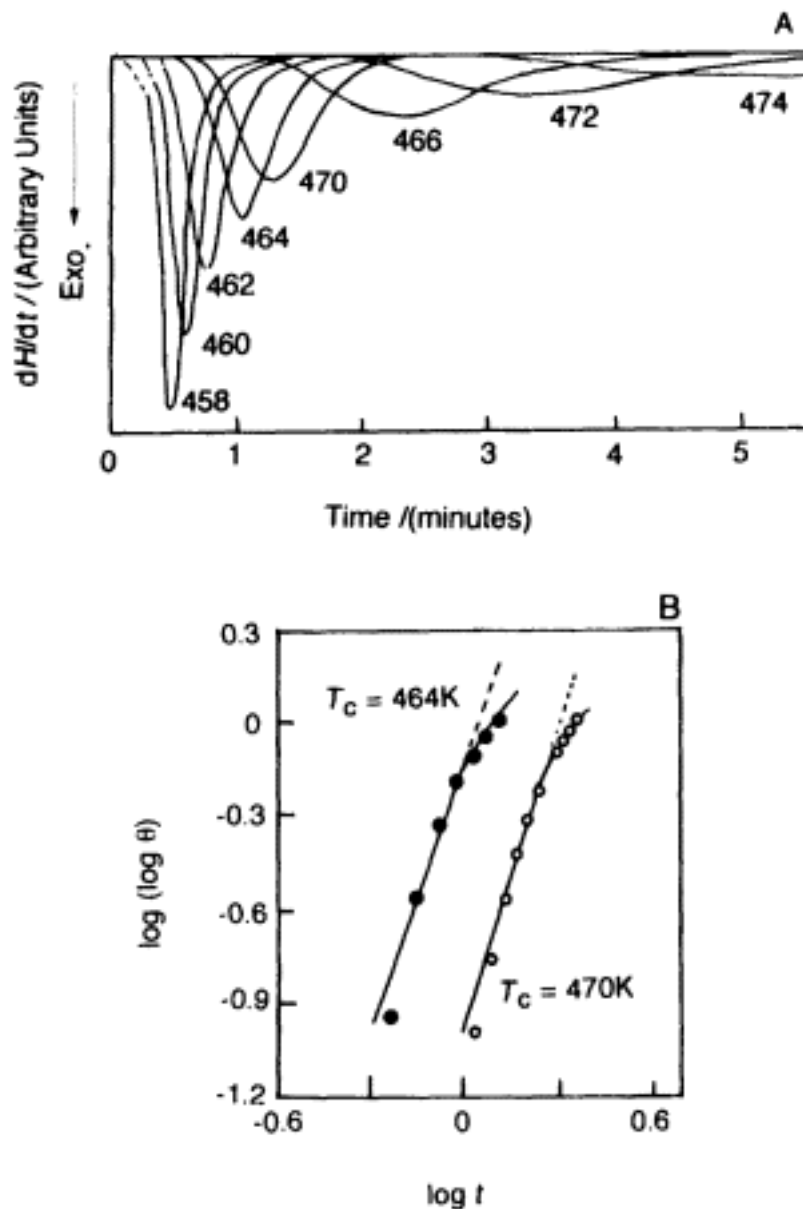 A
dH/dt / (Arbitrary Units)
Exo.
458
460
462
464
470
466
472
474
0 1 2 3 4 5
Time /(minutes)
B
0.3
0
-0.3
-0.6
-0.9
-1.2
log (log θ)
Tc = 464K
Tc = 470K
-0.6 0 0.6
log t